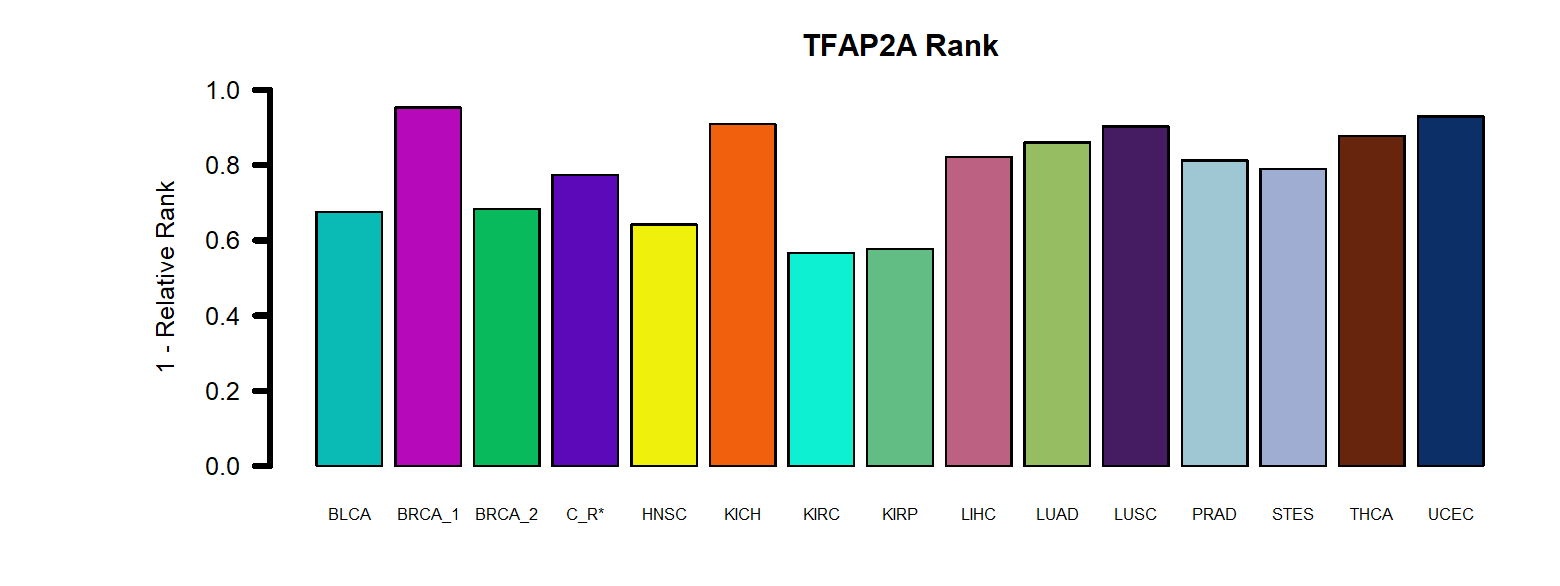 TFAP2A Rank
1 - Relative Rank
1.0
0.8
0.6
0.4
0.2
0.0
BLCA BRCA_1 BRCA_2 C_R* HNSC KICH KIRC KIRP LIHC LUAD LUSC PRAD STES THCA UCEC